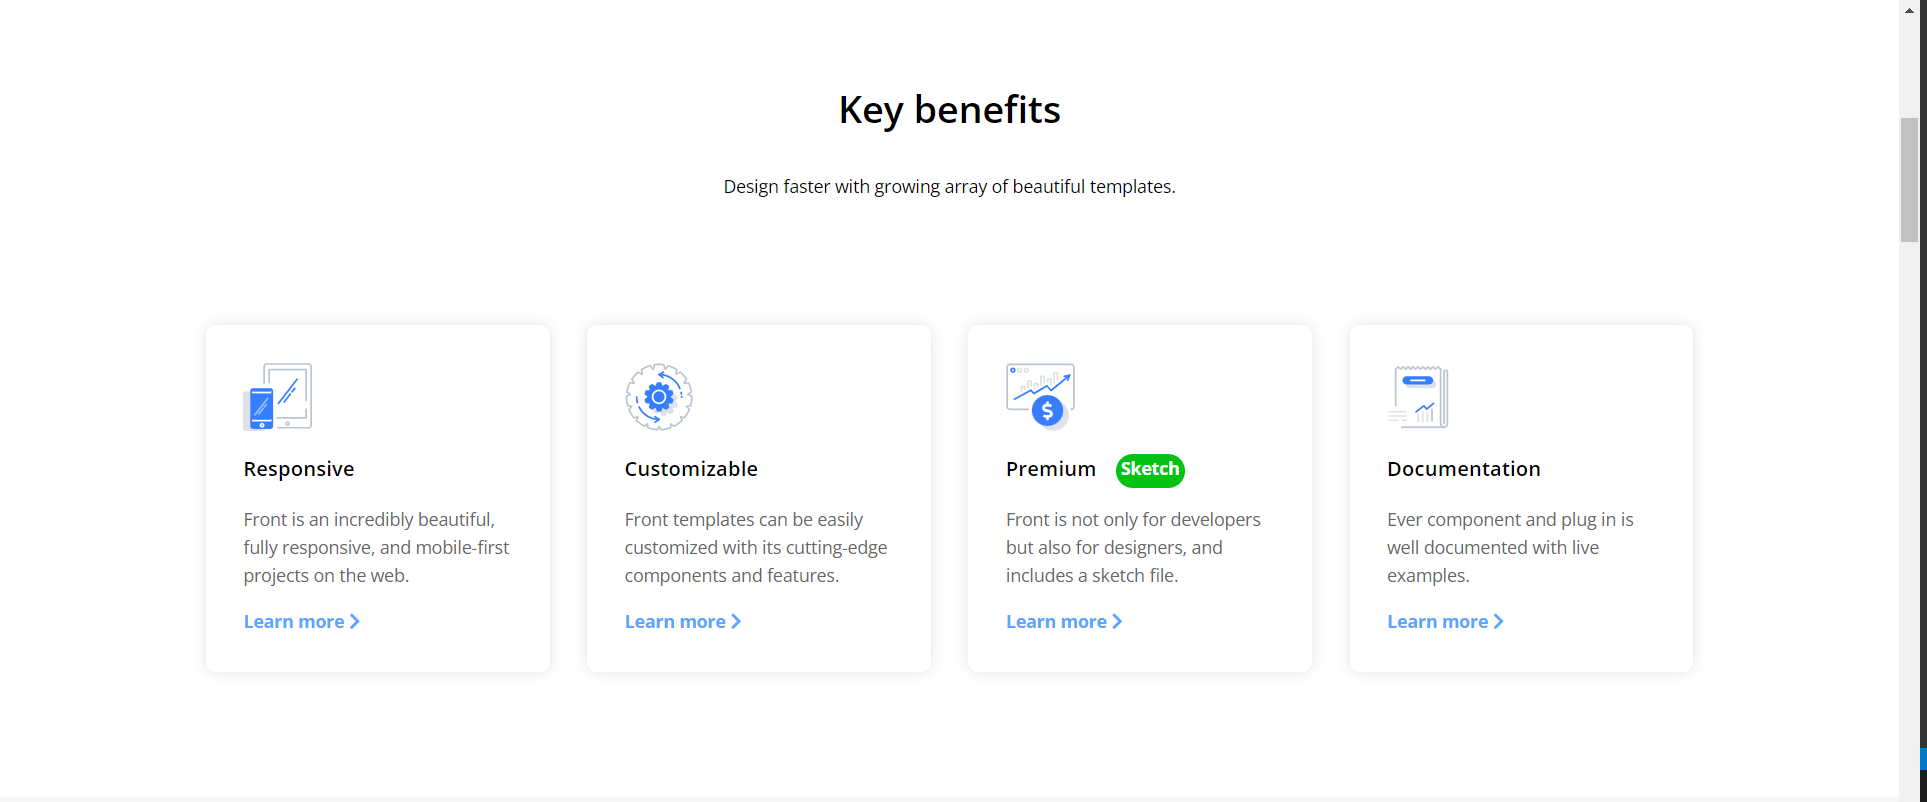 Key benefits
Design faster with growing array of beautiful templates.
Responsive
Front is an incredibly beautiful,
fully responsive, and mobile-first
projects on the web.
Learn more
Customizable
Front templates can be easily
customized with its cutting-edge
components and features.
Learn more
$
Premium Sketch
Front is not only for developers
but also for designers, and
includes a sketch file.
Learn more
Documentation
Ever component and plug in is
well documented with live
examples.
Learn more